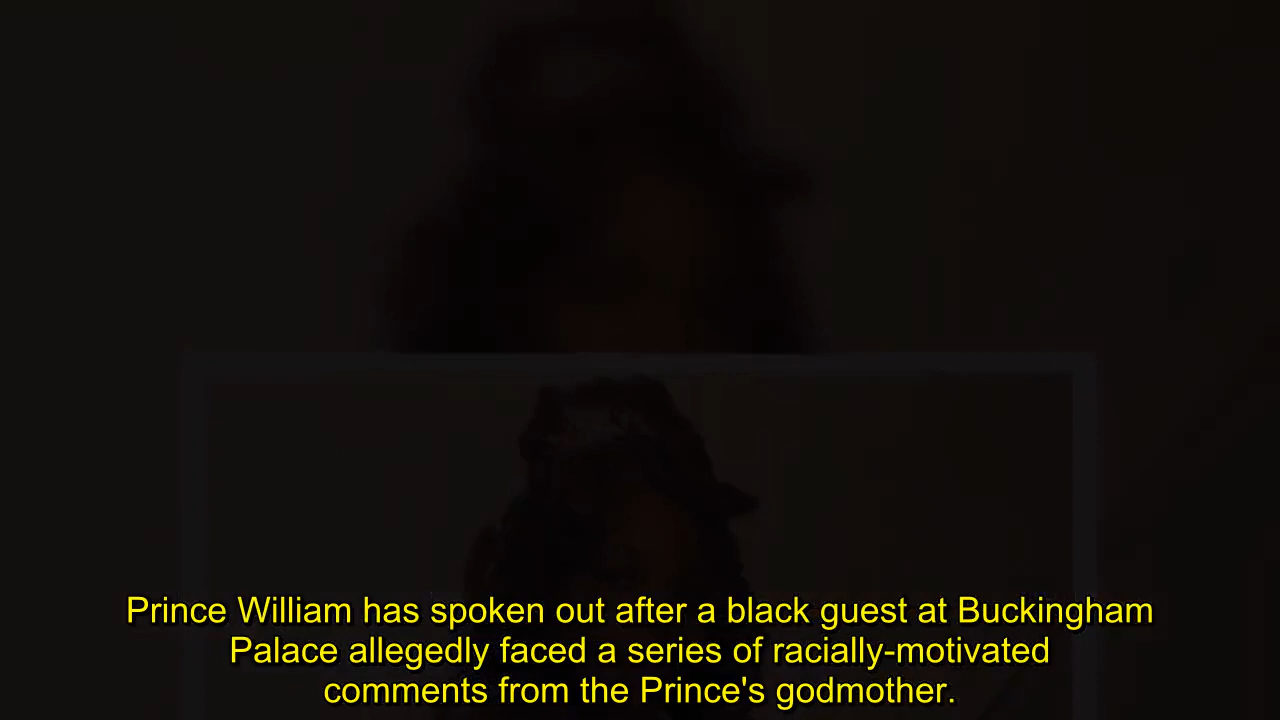 Prince William has spoken out after a black guest at Buckingham
Palace allegedly faced a series of racially-motivated
comments from the Prince's godmother.